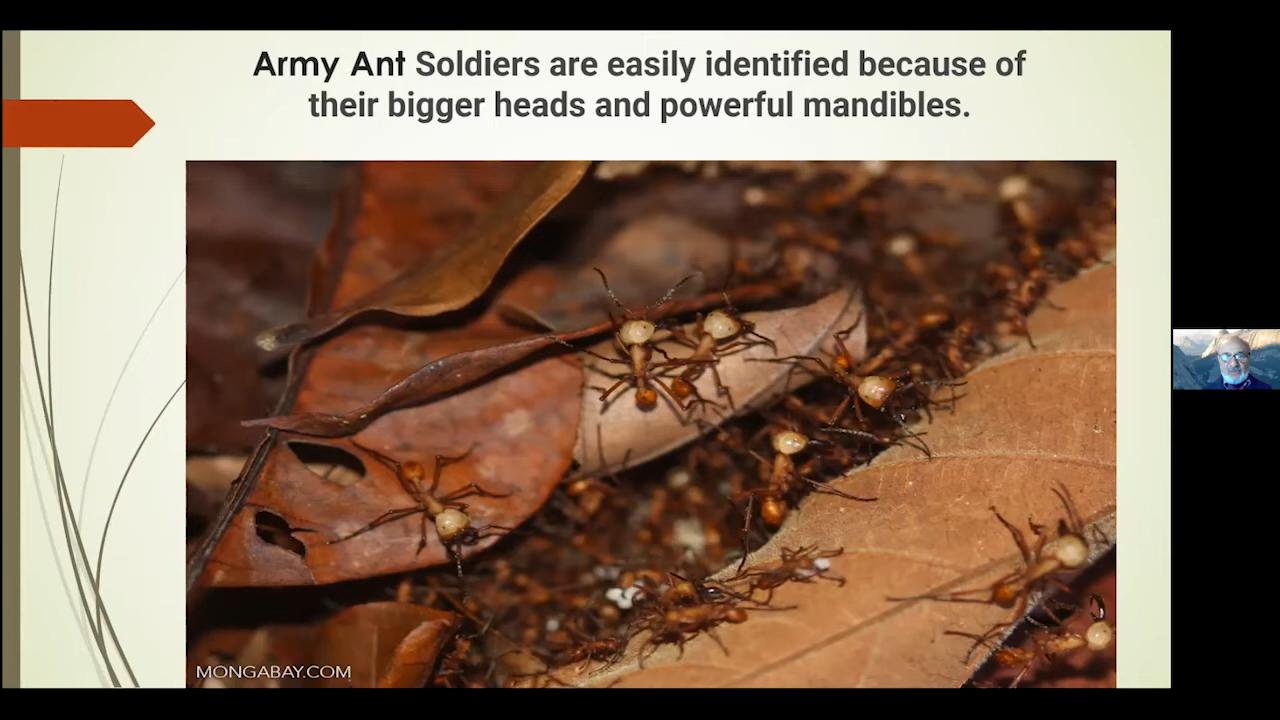 Army Ant Soldiers are easily identified because of
their bigger heads and powerful mandibles.
MONGABAY.COM